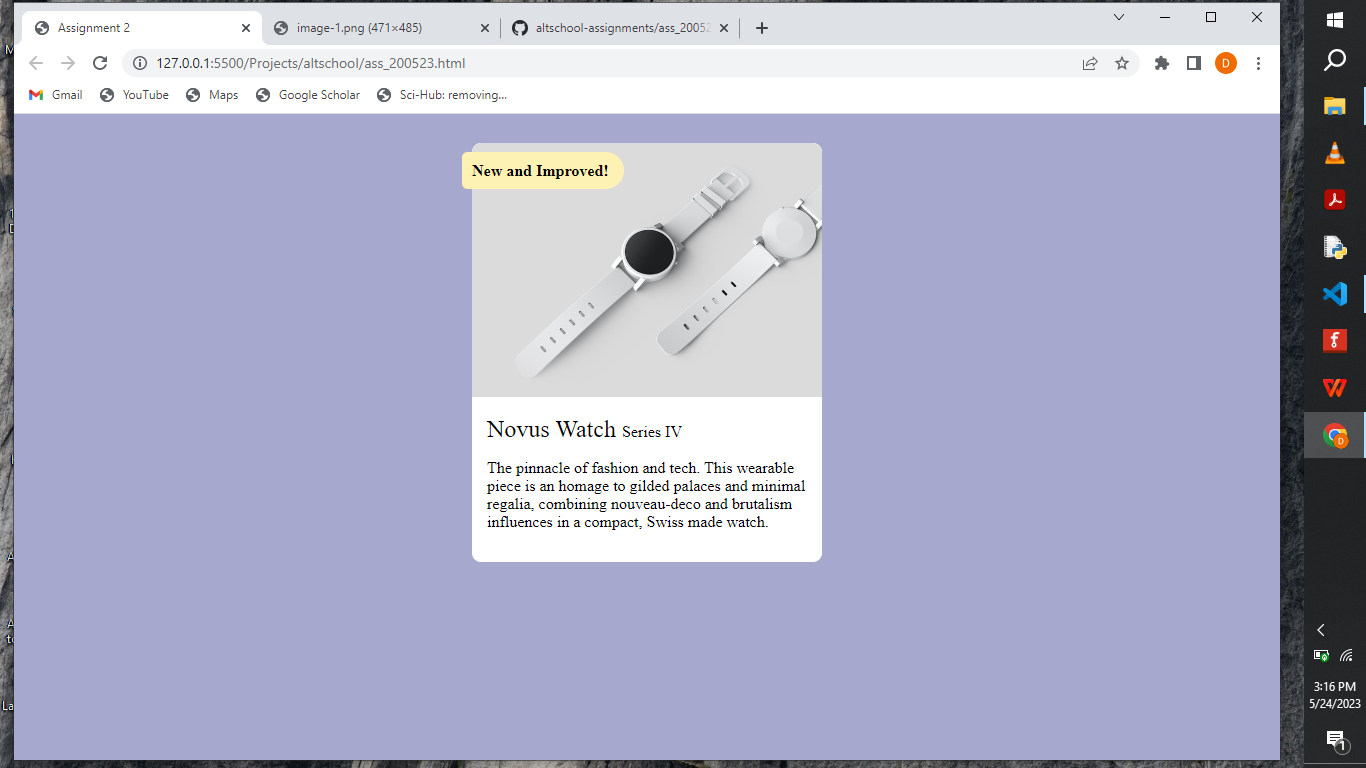 Assignment 2
image-1.png (471×485)
altschool-assignments/ass_20052
127.0.0.1:5500/Projects/altschool/ass_200523.html
D
Gmail
YouTube
Maps
Google Scholar
Sci-Hub: removing...
New and Improved!
Novus Watch Series IV
The pinnacle of fashion and tech. This wearable
piece is an homage to gilded palaces and minimal
regalia, combining nouveau-deco and brutalism
influences in a compact, Swiss made watch.
D
3:16 PM
5/24/2023
1